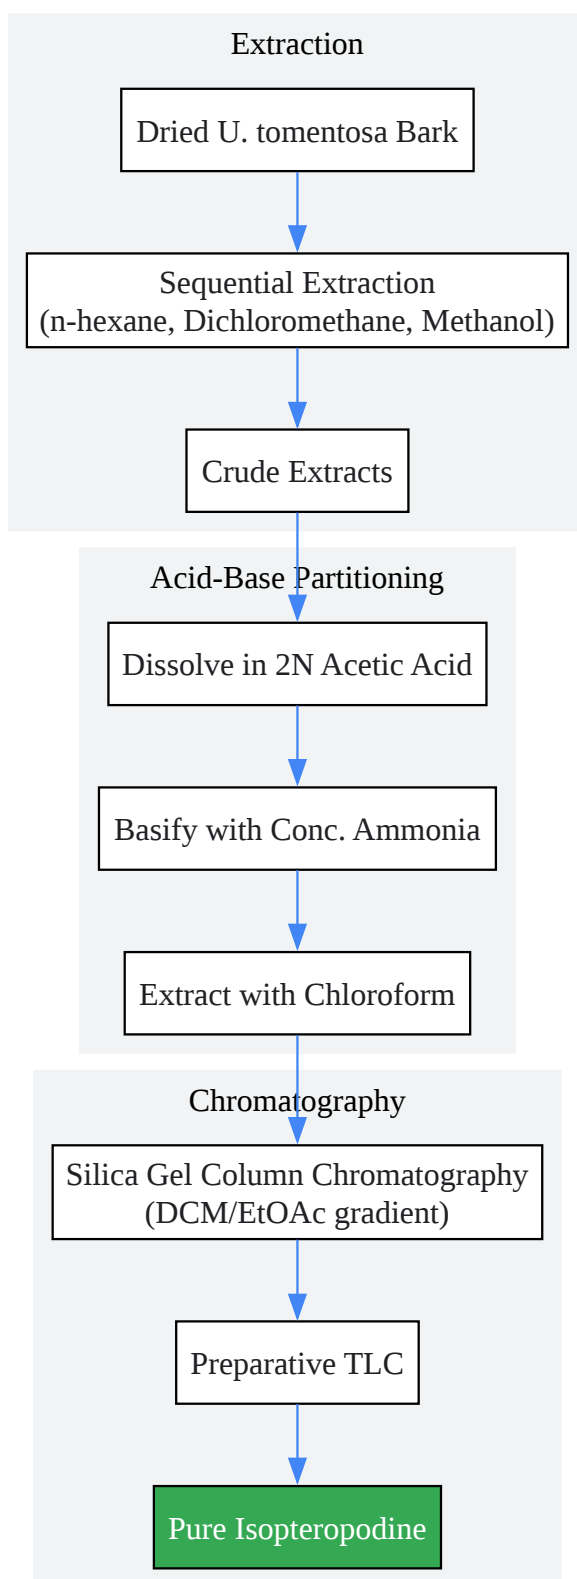 Extraction
Dried U. tomentosa Bark
Sequential Extraction
(n-hexane, Dichloromethane, Methanol)
Crude Extracts
Acid-Base Partitioning
Dissolve in 2N Acetic Acid
Basify with Conc. Ammonia
Extract with Chloroform
Chromatography
Silica Gel Column Chromatography
(DCM/EtOAc gradient)
Preparative TLC
Pure Isopteropodine